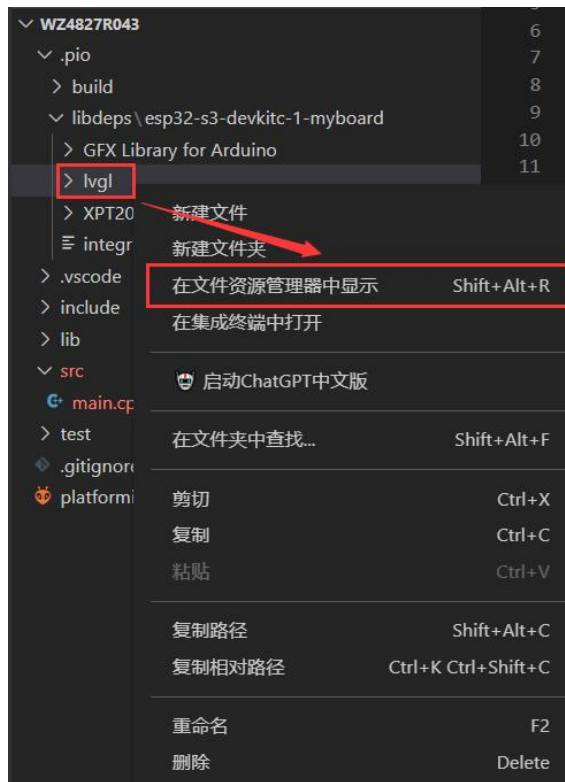 WZ4827R043
.pio
build
libdeps\esp32-s3-devkitc-1-myboard
GFX Library for Arduino
lvgl
XPT20
integr
.vscode
include
lib
src
main.cp
test
.gitignore
platformi
6
7
8
9
10
11
新建文件
新建文件夹
在文件资源管理器中显示 Shift+Alt+R
在集成终端中打开
启动ChatGPT中文版
在文件夹中查找... Shift+Alt+F
剪切 Ctrl+X
复制 Ctrl+C
粘贴 Ctrl+V
复制路径 Shift+Alt+C
复制相对路径 Ctrl+K Ctrl+Shift+C
重命名 F2
删除 Delete